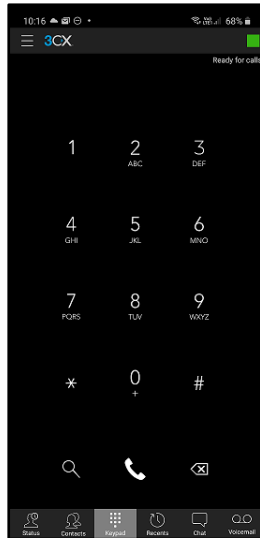 10:16 68%
3CX
Ready for calls
1 2 3
ABC DEF
4 5 6
GHI JKL MNO
7 8 9
PQRS TUV WXYZ
* 0 #
+
Status Contacts Keypad Recents Chat Voicemail